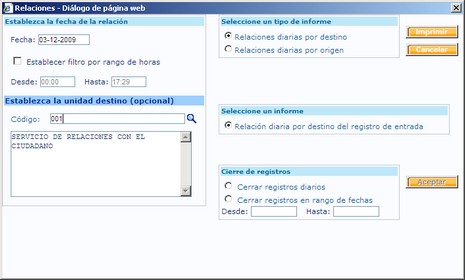 Relaciones - Diálogo de página web
Establezca la fecha de la relación
Fecha: 03-12-2009
Establecer filtro por rango de horas
Desde: 00:00 Hasta: 17:29
Establezca la unidad destino (opcional)
Código: 001
SERVICIO DE RELACIONES CON EL
CIUDADANO
Seleccione un tipo de informe
Relaciones diarias por destino
Relaciones diarias por origen
Seleccione un informe
Relación diaria por destino del registro de entrada
Cierre de registros
Cerrar registros diarios
Cerrar registros en rango de fechas
Desde: Hasta:
Imprimir
Cancelar
Aceptar